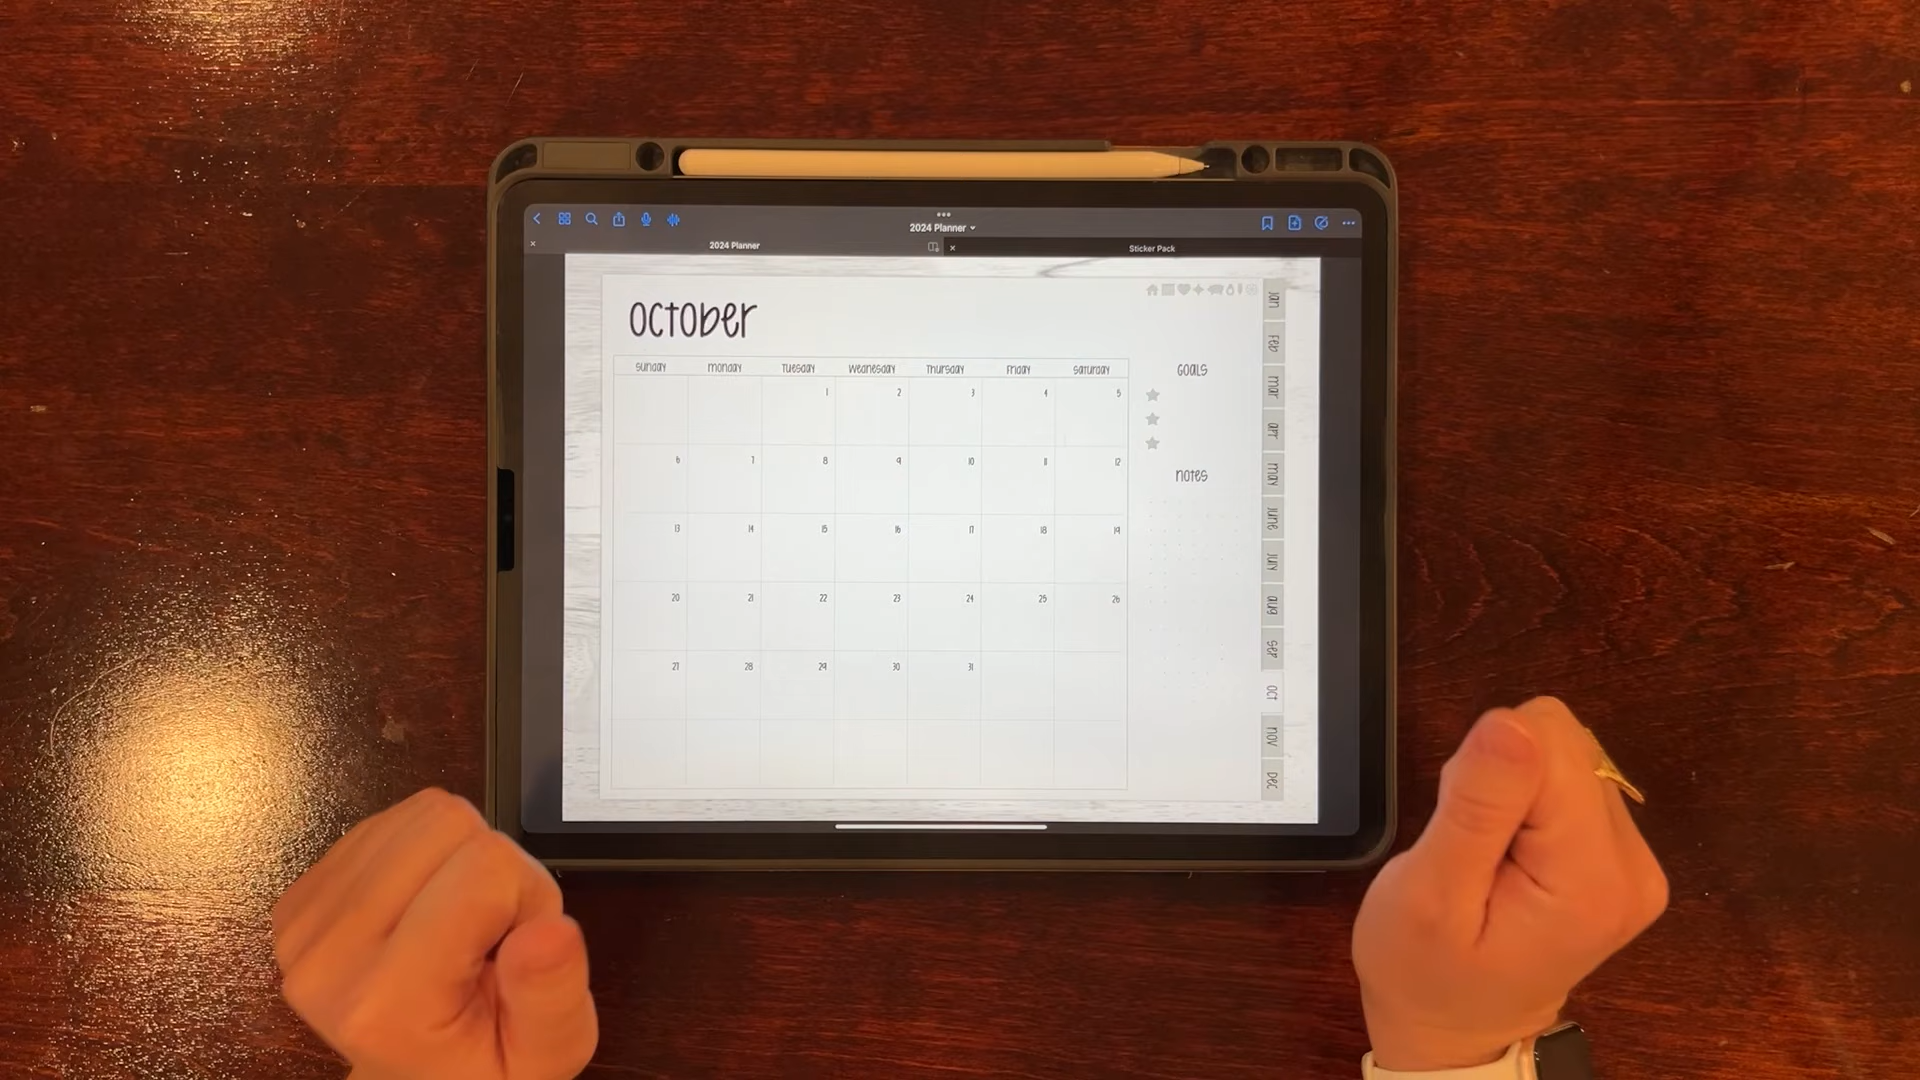 2024 Planner
2024 Planner
Sticker Pack
October
Sunday Monday Tuesday Wednesday Thursday Friday Saturday
1 2 3 4 5
6 7 8 9 10 11 12
13 14 15 16 17 18 19
20 21 22 23 24 25 26
27 28 29 30 31
Goals
Notes
Jan
Feb
Mar
Apr
May
June
July
Aug
Sep
Oct
Nov
Dec